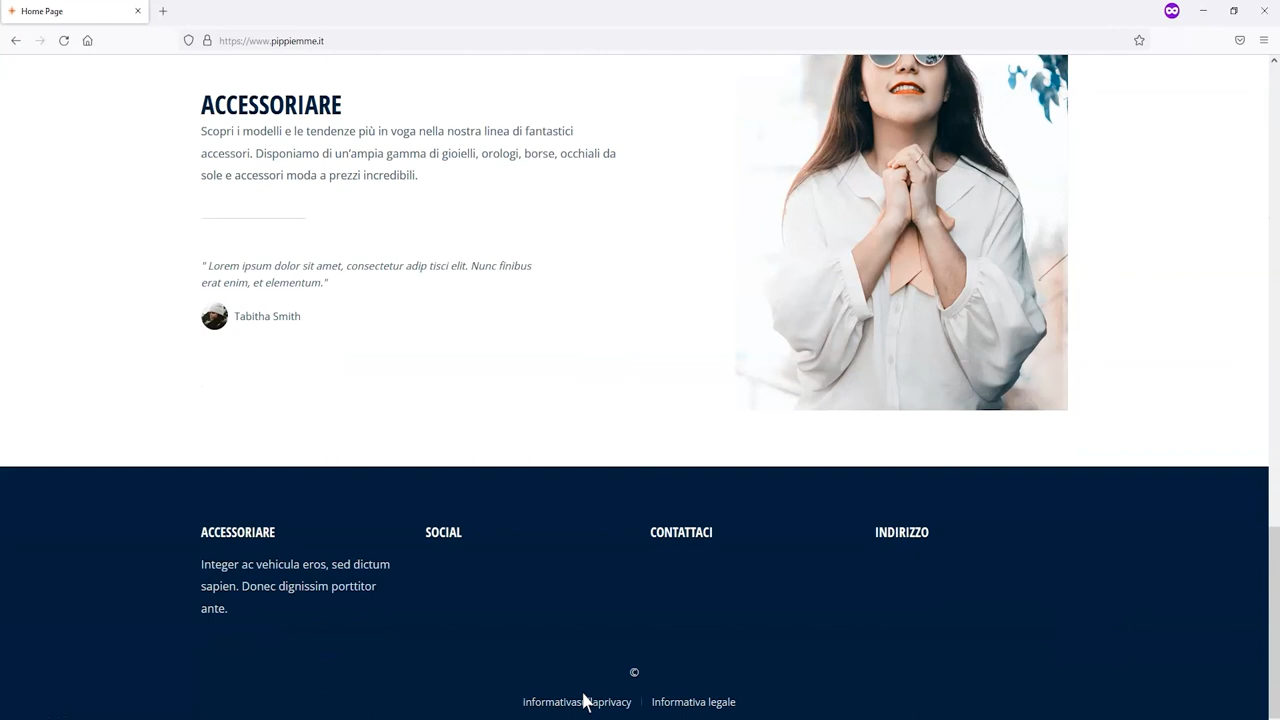 Home Page
https://www.pippiemme.it
ACCESSORIARE
Scopri i modelli e le tendenze più in voga nella nostra linea di fantastici
accessori. Disponiamo di un'ampia gamma di gioielli, orologi, borse, occhiali da
sole e accessori moda a prezzi incredibili.
" Lorem ipsum dolor sit amet, consectetur adip tisci elit. Nunc finibus
erat enim, et elementum."
Tabitha Smith
ACCESSORIARE SOCIAL CONTATTACI INDIRIZZO
Integer ac vehicula eros, sed dictum
sapien. Donec dignissim porttitor
ante.
©
Informativa legale